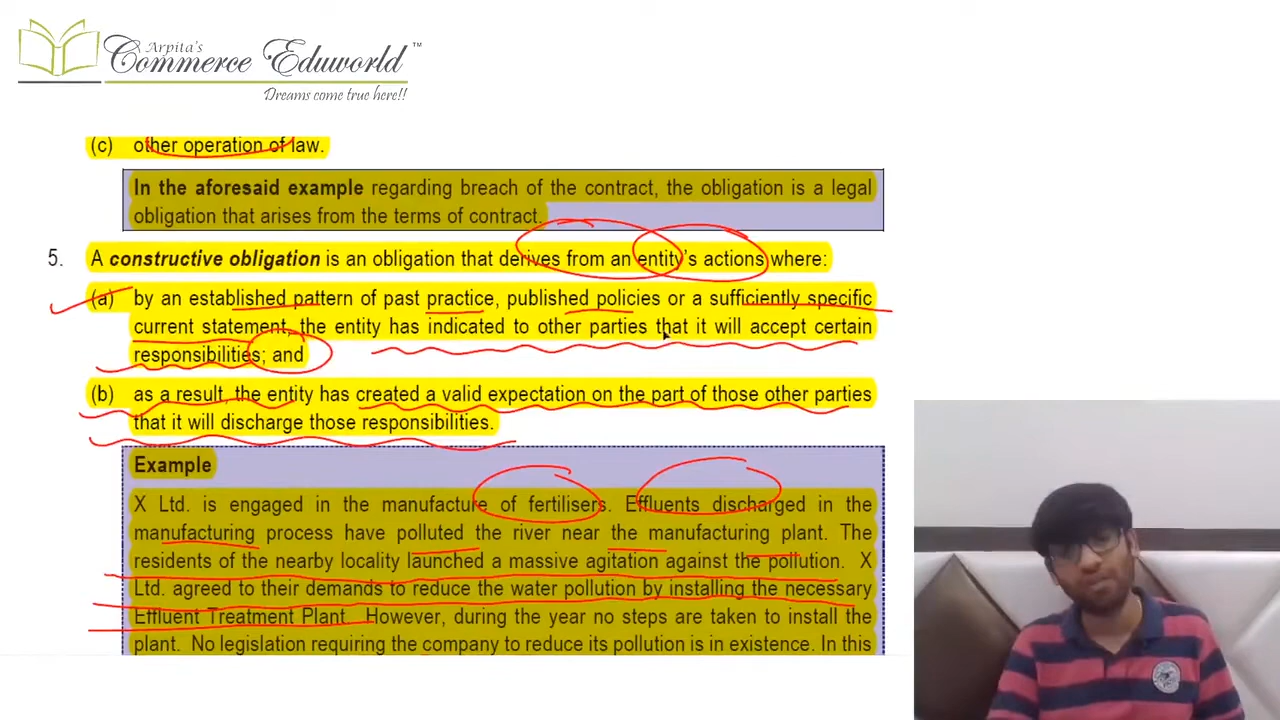 Arpita's
Commerce Eduworld™
Dreams come true here!!
(c) other operation of law.
In the aforesaid example regarding breach of the contract, the obligation is a legal
obligation that arises from the terms of contract.
5. A constructive obligation is an obligation that derives from an entity's actions where:
(a) by an established pattern of past practice, published policies or a sufficiently specific
current statement, the entity has indicated to other parties that it will accept certain
responsibilities; and
(b) as a result, the entity has created a valid expectation on the part of those other parties
that it will discharge those responsibilities.
Example
X Ltd. is engaged in the manufacture of fertilisers. Effluents discharged in the
manufacturing process have polluted the river near the manufacturing plant. The
residents of the nearby locality launched a massive agitation against the pollution. X
Ltd. agreed to their demands to reduce the water pollution by installing the necessary
Effluent Treatment Plant However, during the year no steps are taken to install the
plant. No legislation requiring the company to reduce its pollution is in existence. In this